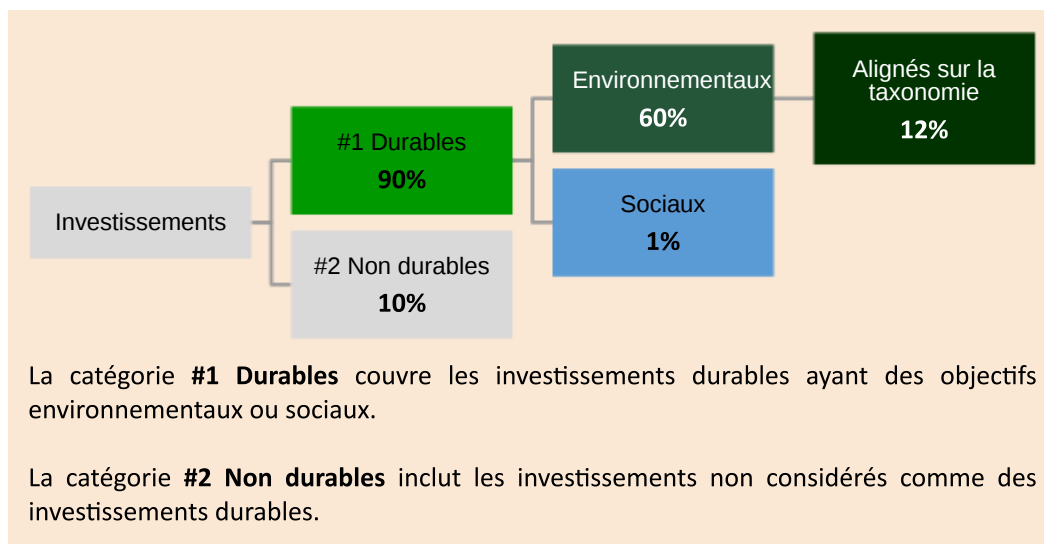 Investissements
#1 Durables
90%
#2 Non durables
10%
Environnementaux
60%
Sociaux
1%
Alignés sur la
taxonomie
12%
La catégorie #1 Durables couvre les investissements durables ayant des objectifs
environnementaux ou sociaux.
La catégorie #2 Non durables inclut les investissements non considérés comme des
investissements durables.